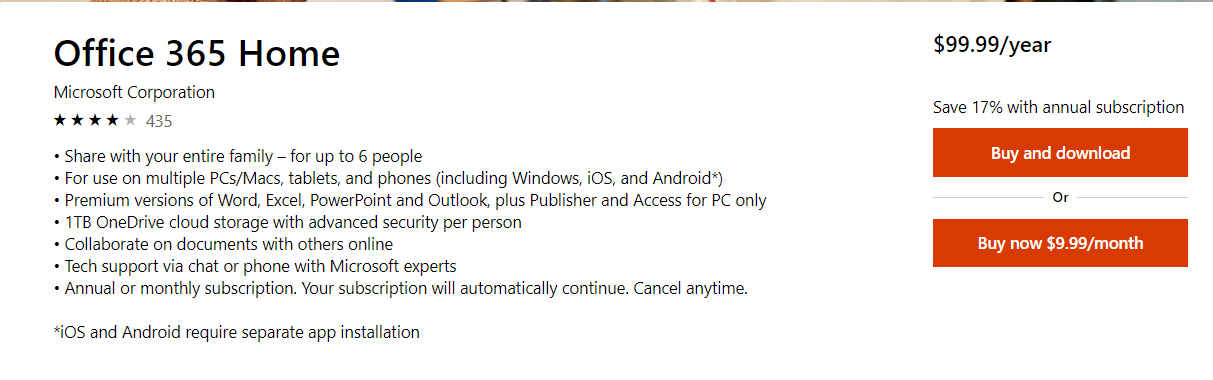 Office 365 Home
Microsoft Corporation
435
• Share with your entire family – for up to 6 people
• For use on multiple PCs/Macs, tablets, and phones (including Windows, iOS, and Android*)
• Premium versions of Word, Excel, PowerPoint and Outlook, plus Publisher and Access for PC only
• 1TB OneDrive cloud storage with advanced security per person
• Collaborate on documents with others online
• Tech support via chat or phone with Microsoft experts
• Annual or monthly subscription. Your subscription will automatically continue. Cancel anytime.
*iOS and Android require separate app installation
$99.99/year
Save 17% with annual subscription
Buy and download
Or
Buy now $9.99/month